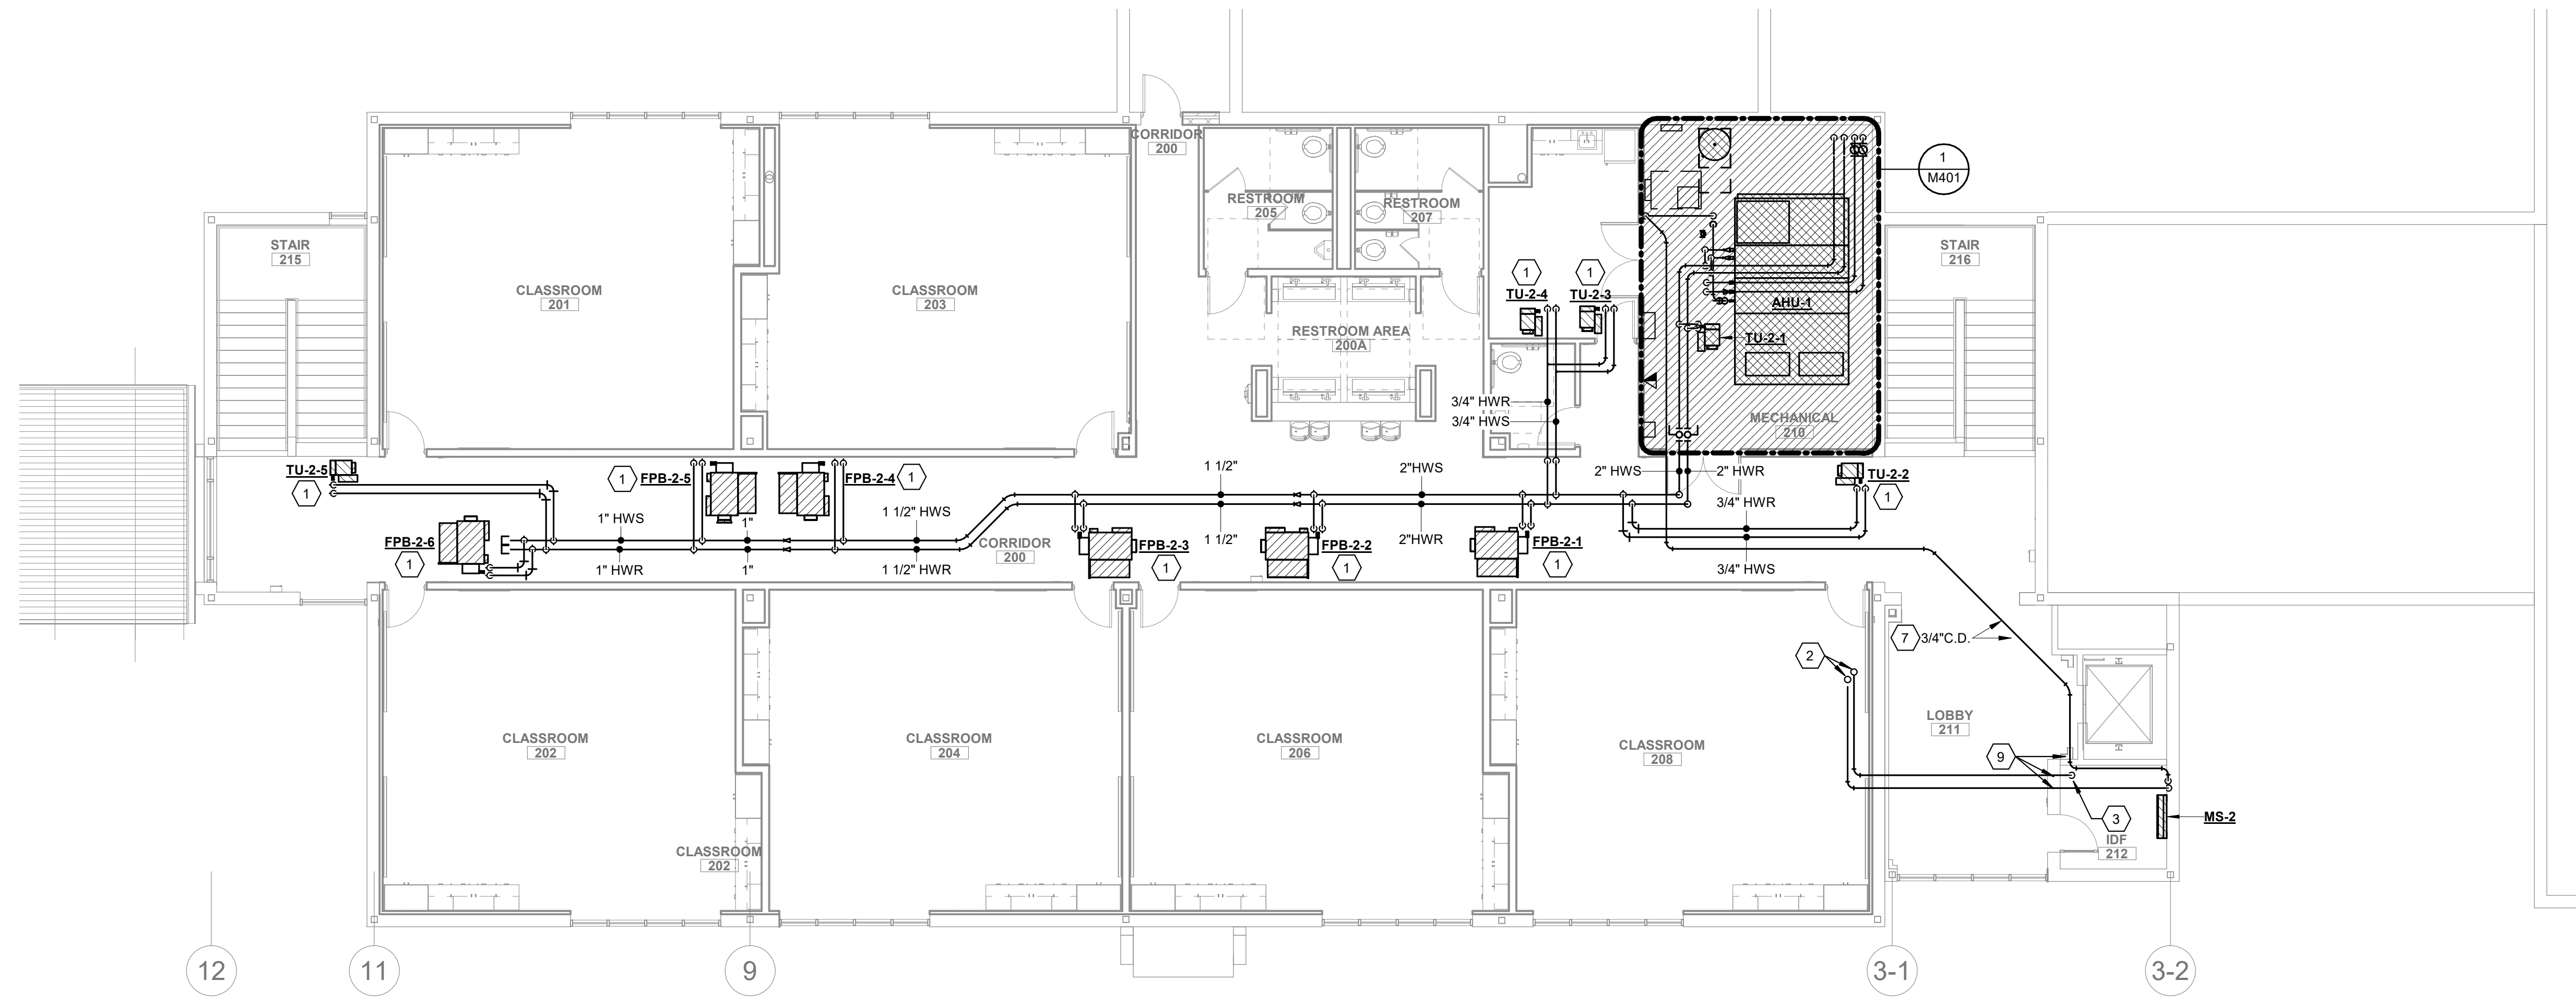 CORRIDOR
200
1
M401
RESTROOM
205
RESTROOM
207
STAIR
215
STAIR
216
CLASSROOM
201
CLASSROOM
203
1
TU-2-4
1
TU-2-3
AHU-1
RESTROOM AREA
200A
TU-2-1
3/4" HWR
3/4" HWS
MECHANICAL
210
TU-2-5
1
1
FPB-2-5
FPB-2-4
1
1 1/2"
2"HWS
2" HWS
2" HWR
TU-2-2
1
3/4" HWR
1" HWS
1"
1 1/2" HWS
FPB-2-6
1
CORRIDOR
200
1 1/2"
2"HWR
FPB-2-3
1
FPB-2-2
1
FPB-2-1
1
1" HWR
1"
1 1/2" HWR
3/4" HWS
7
3/4"C.D.
2
LOBBY
211
CLASSROOM
202
CLASSROOM
204
CLASSROOM
206
CLASSROOM
208
9
3
MS-2
IDF
212
CLASSROOM
202
12
11
9
3-1
3-2